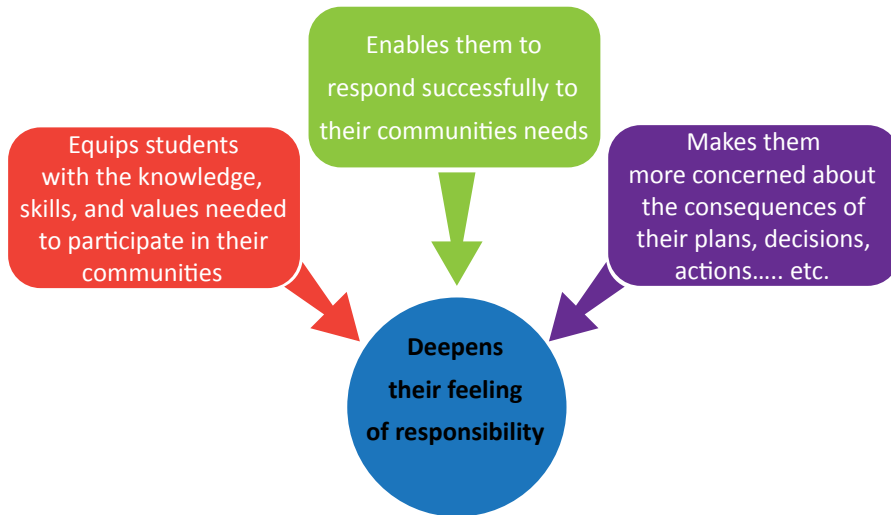 Equips students
with the knowledge,
skills, and values needed
to participate in their
communities
Enables them to
respond successfully to
their communities needs
Makes them
more concerned about
the consequences of
their plans, decisions,
actions….. etc.
Deepens
their feeling
of responsibility